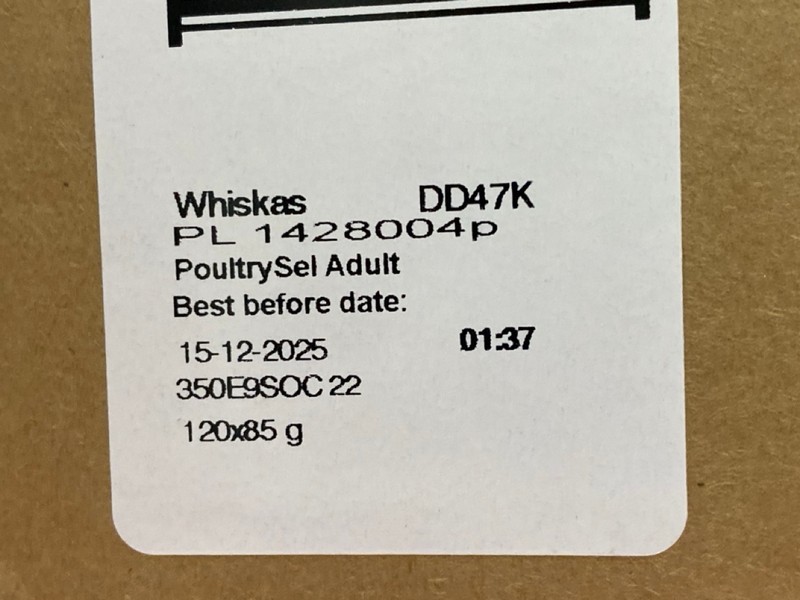 Whiskas DD47K
PL 1428004p
PoultrySel Adult
Best before date:
15-12-2025 01:37
350E9SOC 22
120x85 g